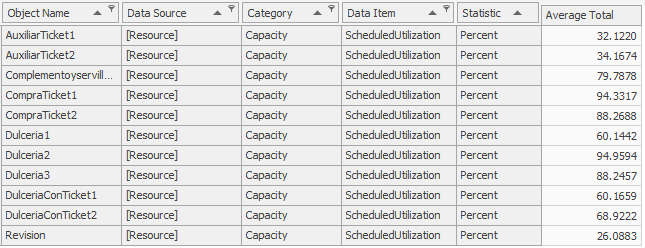 Object Name Data Source Category Data Item Statistic Average Total
AuxiliarTicket1 [Resource] Capacity ScheduledUtilization Percent 32.1220
AuxiliarTicket2 [Resource] Capacity ScheduledUtilization Percent 34.1674
Complementoyservill... [Resource] Capacity ScheduledUtilization Percent 79.7878
CompraTicket1 [Resource] Capacity ScheduledUtilization Percent 94.3317
CompraTicket2 [Resource] Capacity ScheduledUtilization Percent 88.2688
Dulceria1 [Resource] Capacity ScheduledUtilization Percent 60.1442
Dulceria2 [Resource] Capacity ScheduledUtilization Percent 94.9594
Dulceria3 [Resource] Capacity ScheduledUtilization Percent 88.2457
DulceriaConTicket1 [Resource] Capacity ScheduledUtilization Percent 60.1659
DulceriaConTicket2 [Resource] Capacity ScheduledUtilization Percent 68.9222
Revision [Resource] Capacity ScheduledUtilization Percent 26.0883